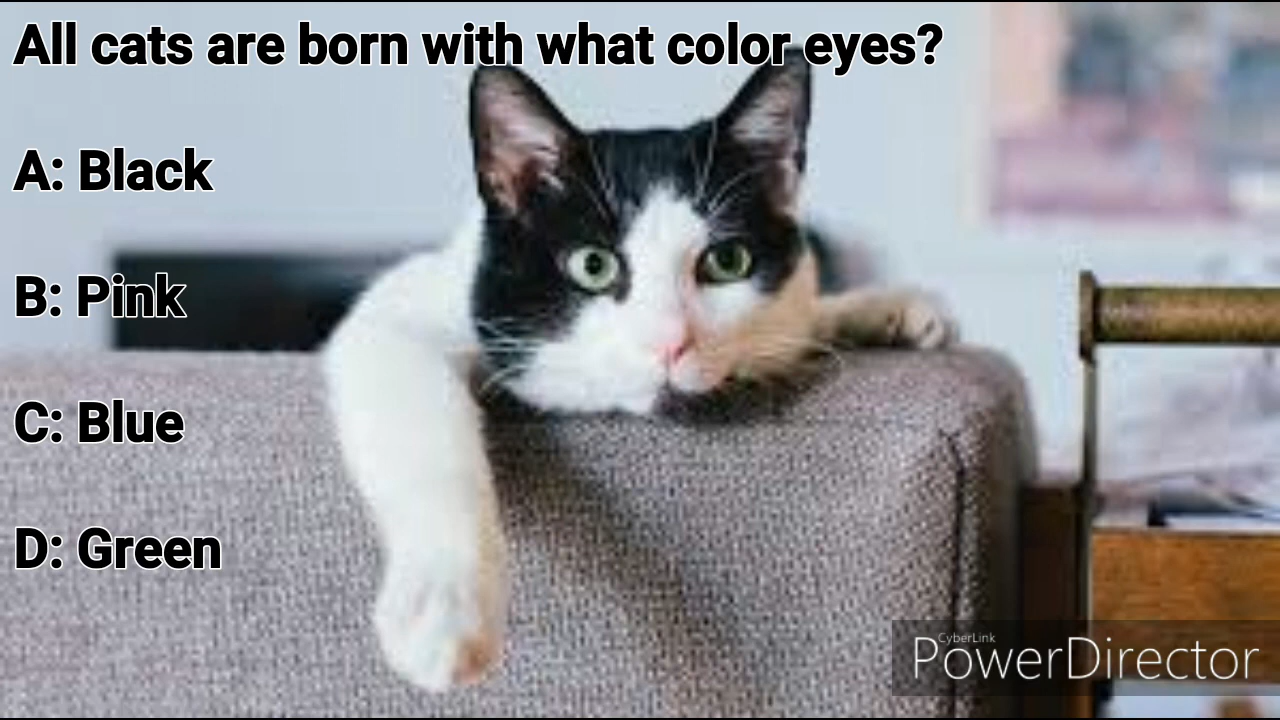 All cats are born with what color eyes?
A: Black
B: Pink
C: Blue
D: Green
CyberLink
PowerDirector